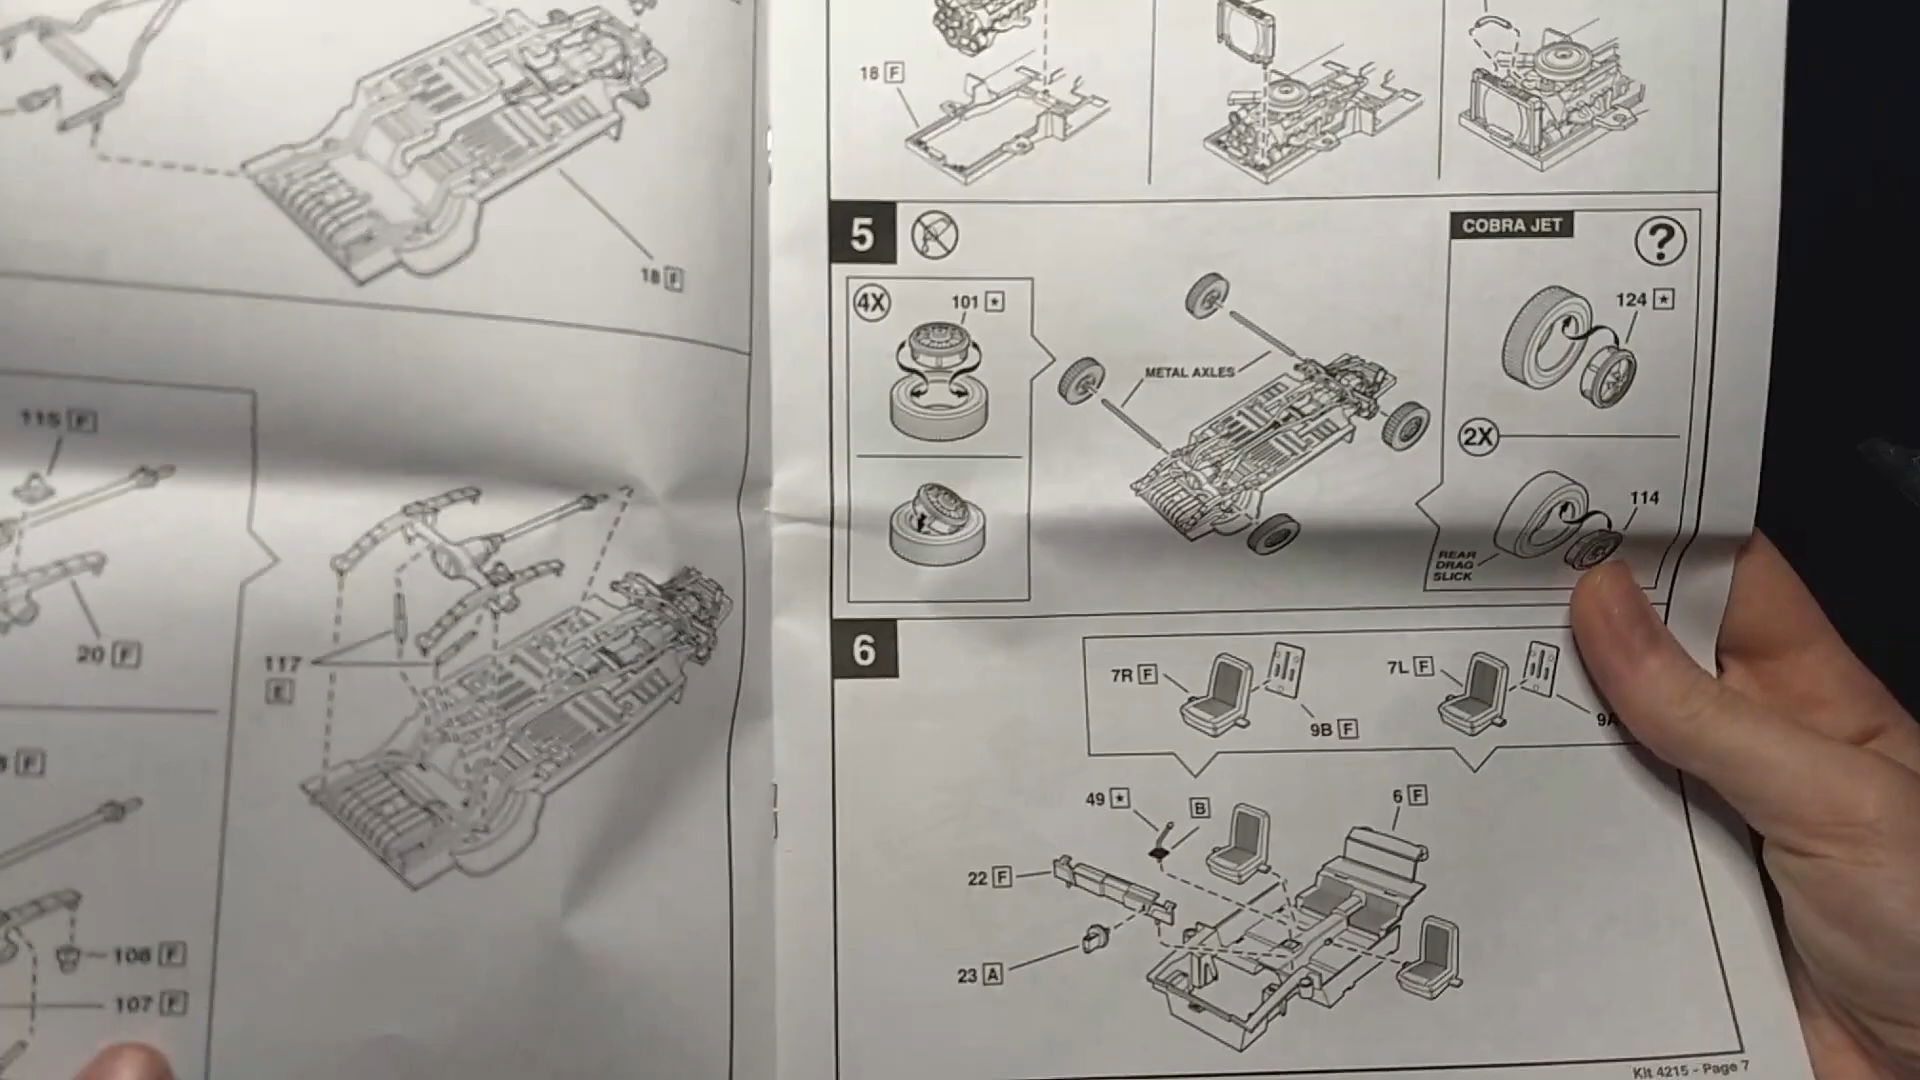 18 F
115 F
20 F
117
E
F
108 F
107 F
18 F
5
4X
101 ★
METAL AXLES
COBRA JET
?
124 ★
2X
114
REAR
DRAG
SLICK
6
7R F
9B F
7L F
9A
49 ★
B
6 F
22 F
23 A
Kit 4215 - Page 7